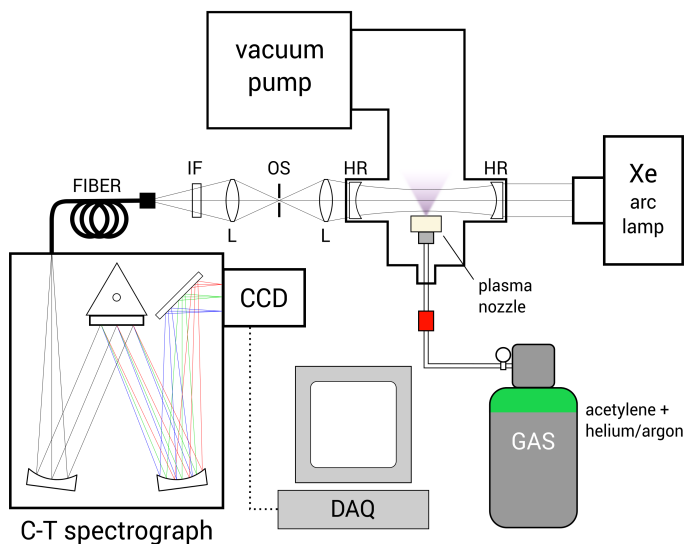 vacuum
pump
FIBER
IF
OS
HR
HR
L
L
Xe
arc
lamp
plasma
nozzle
CCD
acetylene +
helium/argon
GAS
DAQ
C-T spectrograph